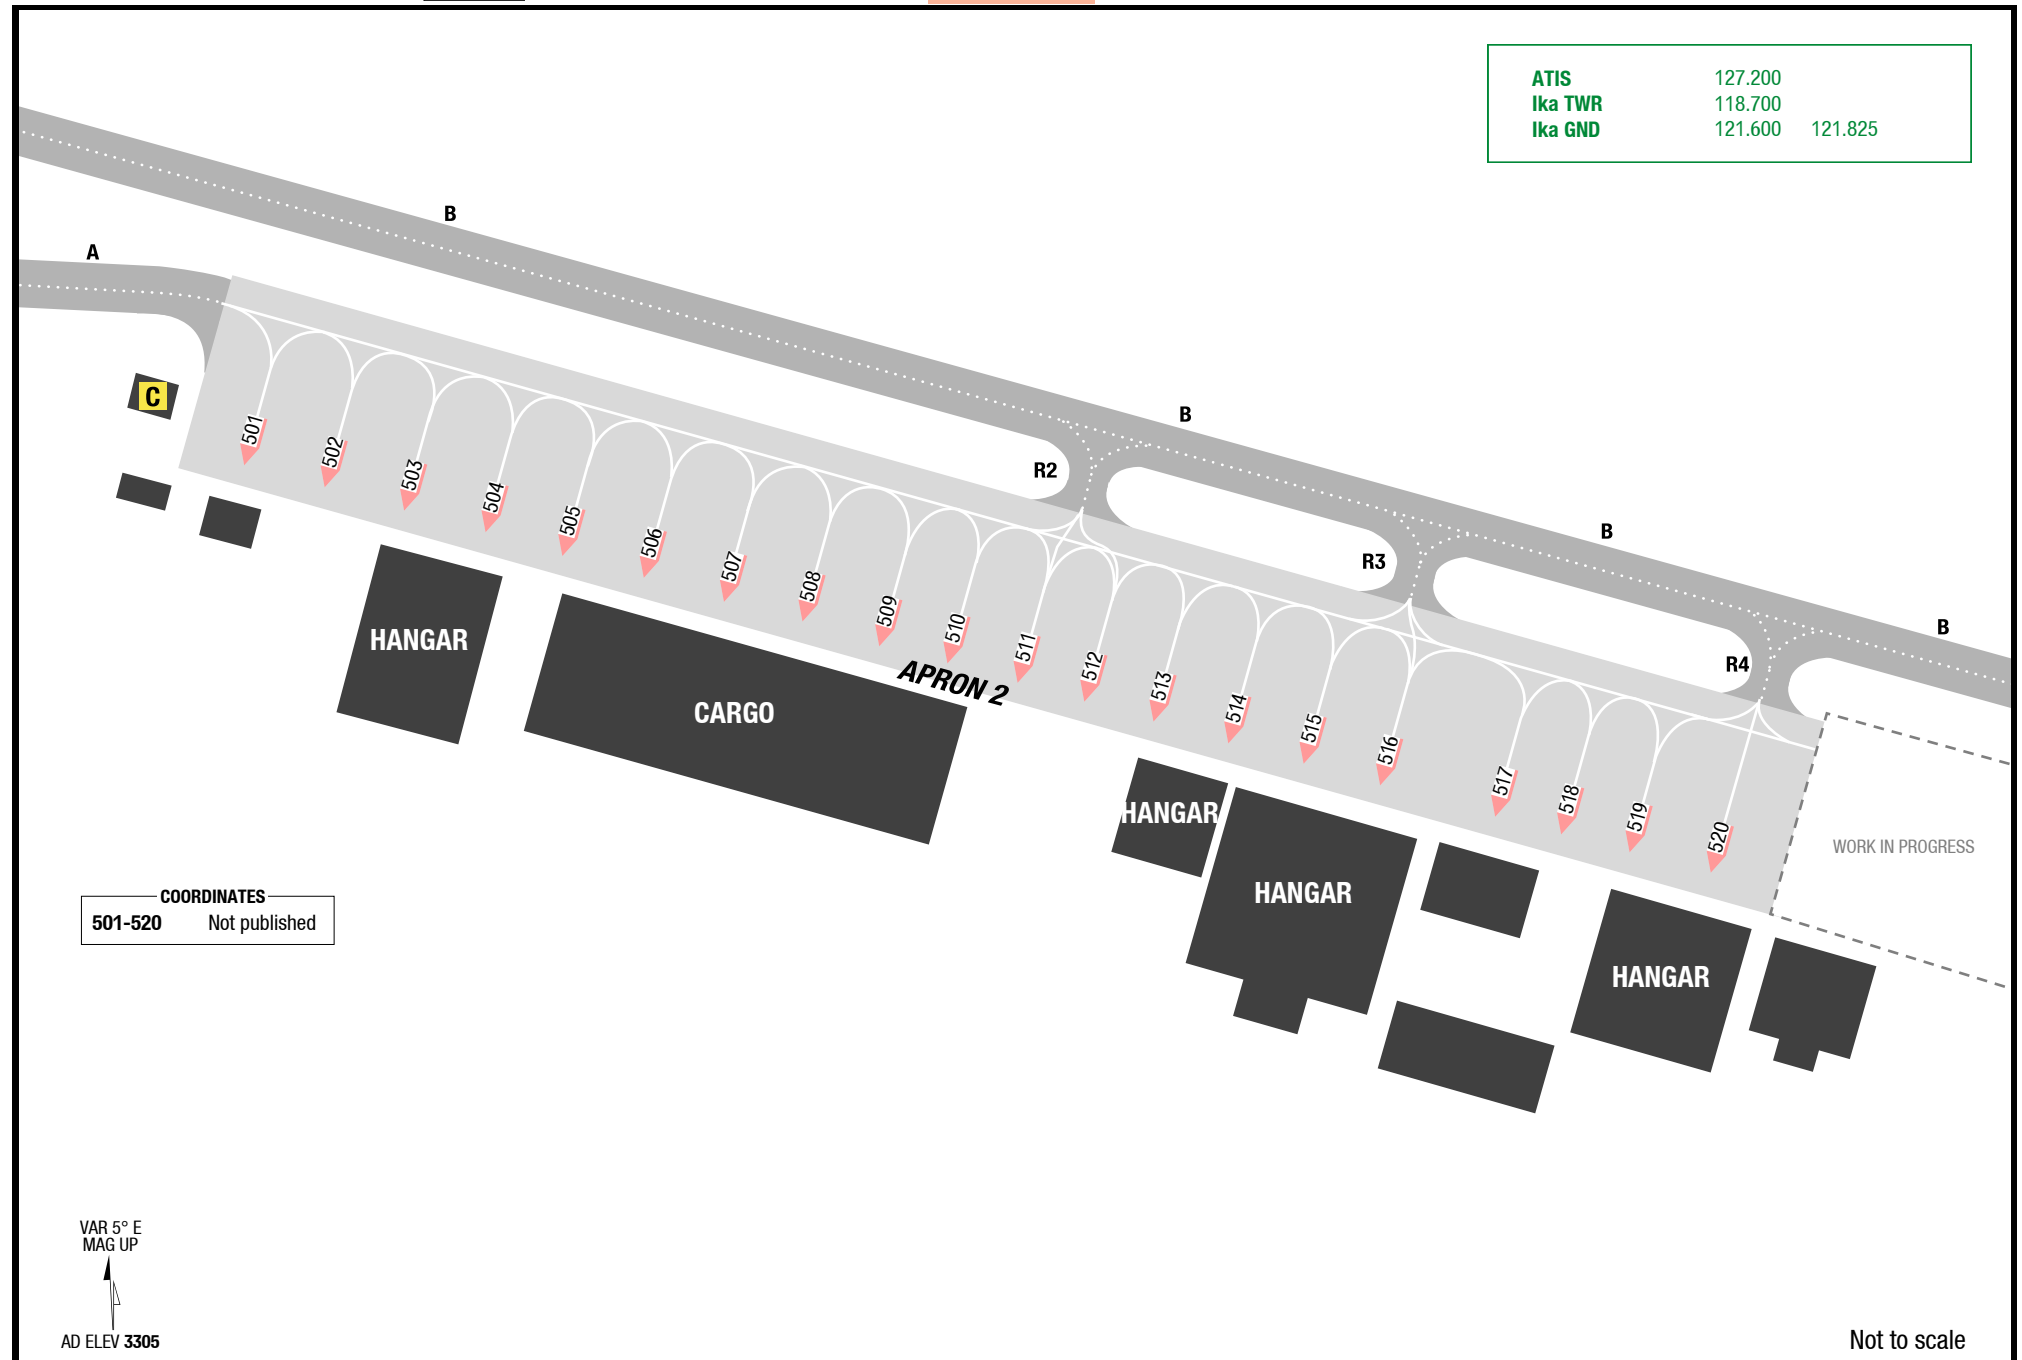 ATIS 127.200
Ika TWR 118.700
Ika GND 121.600 121.825
B
A
B
C
501
502
503
504
505
506
507
508
509
510
511
512
513
514
515
516
517
518
519
520
R2
R3
B
R4
B
HANGAR
CARGO
APRON 2
HANGAR
HANGAR
HANGAR
WORK IN PROGRESS
COORDINATES
501-520 Not published
VAR 5° E
MAG UP
AD ELEV 3305
Not to scale